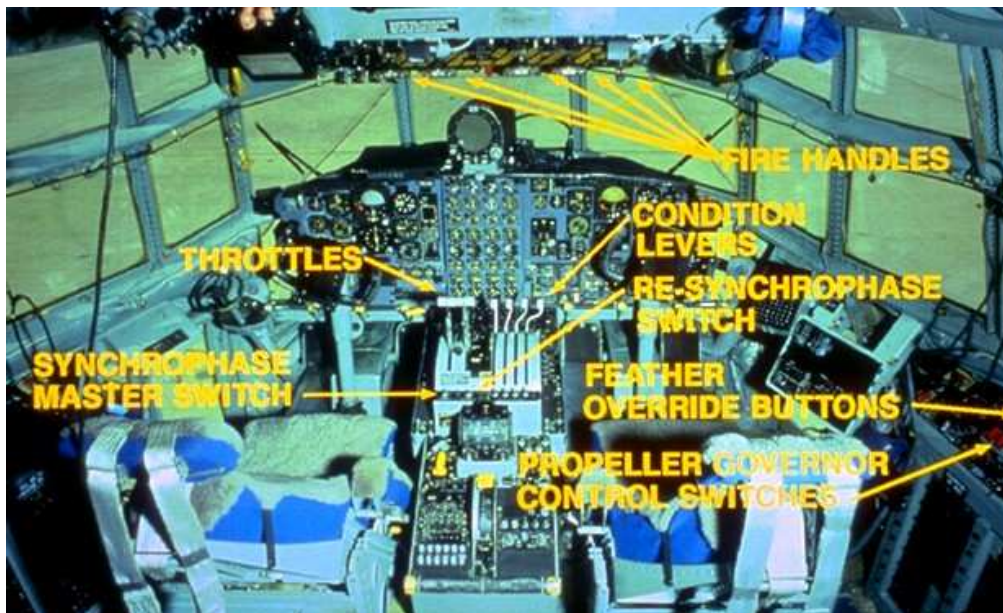 FIRE HANDLES
CONDITION
LEVERS
THROTTLES
RE-SYNCHROPHASE
SWITCH
SYNCHROPHASE
MASTER SWITCH
FEATHER
OVERRIDE BUTTONS
PROPELLER GOVERNOR
CONTROL SWITCHES